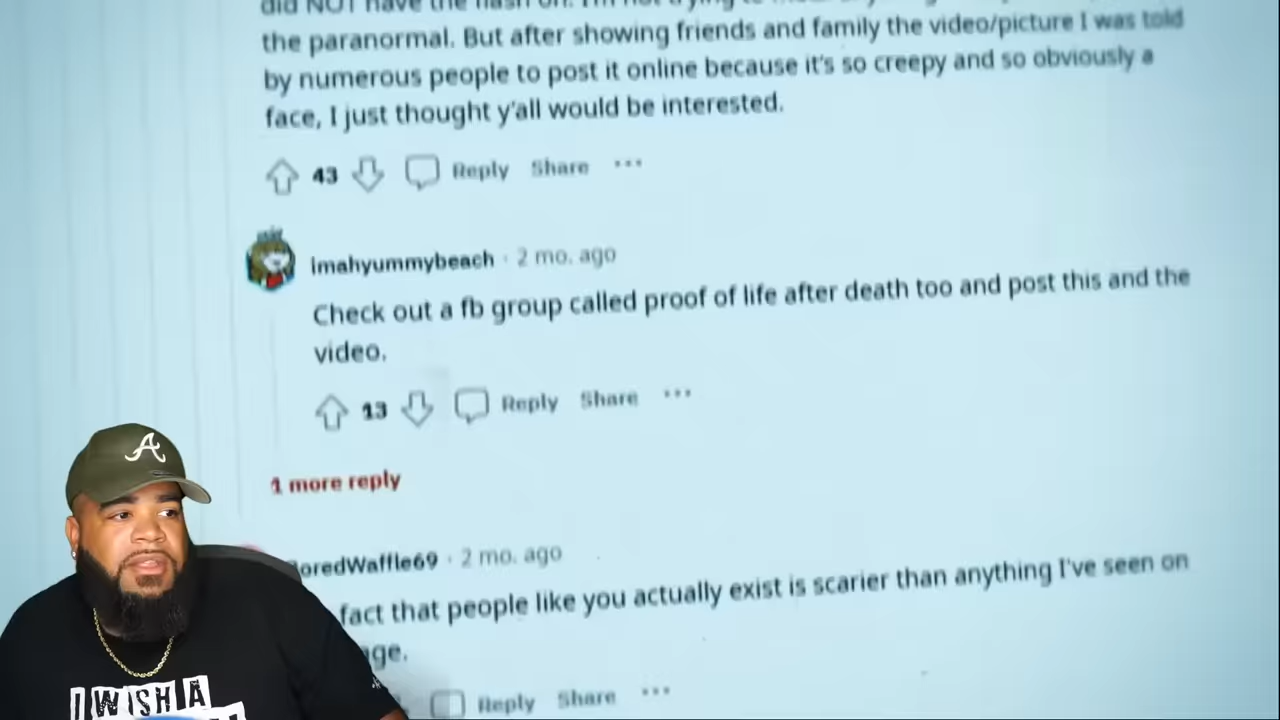 the paranormal. But after showing friends and family the video/picture I was told
by numerous people to post it online because it's so creepy and so obviously a
face, I just thought y'all would be interested.
43 Reply Share ...
imahyummybeach · 2 mo. ago
Check out a fb group called proof of life after death too and post this and the
video.
13 Reply Share ...
1 more reply
oredWaffle69 · 2 mo. ago
fact that people like you actually exist is scarier than anything I've seen on
Reply Share ...
A
I WISH A